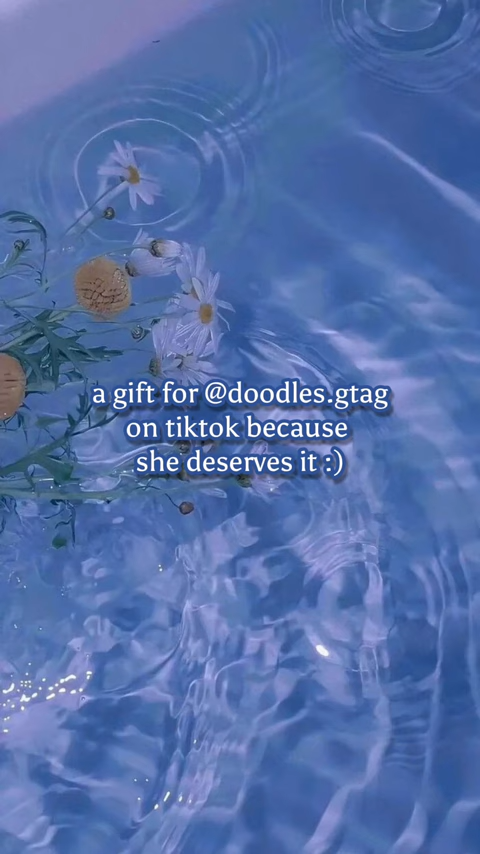 a gift for @doodles.gtag
on tiktok because
she deserves it :)